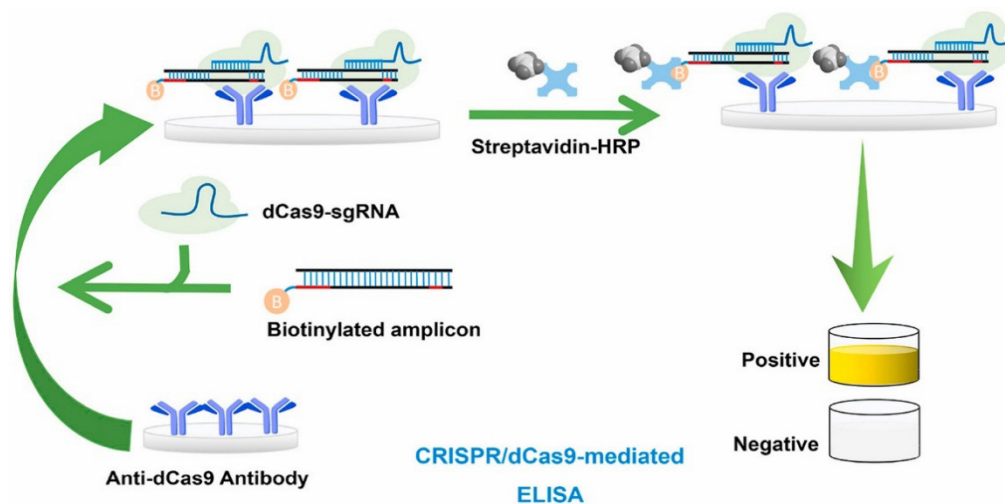 B
B
Streptavidin-HRP
B
B
dCas9-sgRNA
B
Biotinylated amplicon
Anti-dCas9 Antibody
Positive
Negative
CRISPR/dCas9-mediated
ELISA